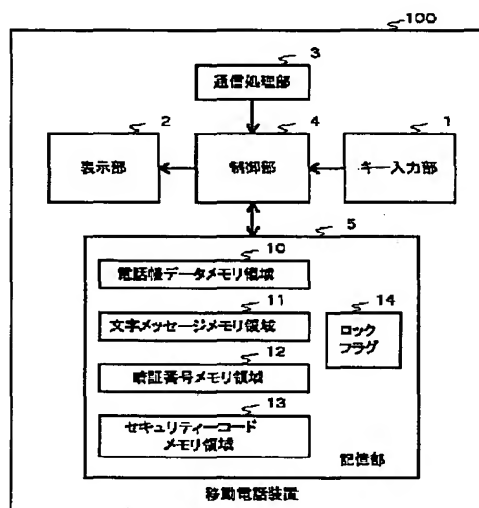 100
3
通信処理部
2
4
1
表示部
制御部
キー入力部
5
10
電話帳データメモリ領域
11
14
文字メッセージメモリ領域
ロック
フラグ
12
暗証番号メモリ領域
13
セキュリティーコード
メモリ領域
記憶部
移動電話装置